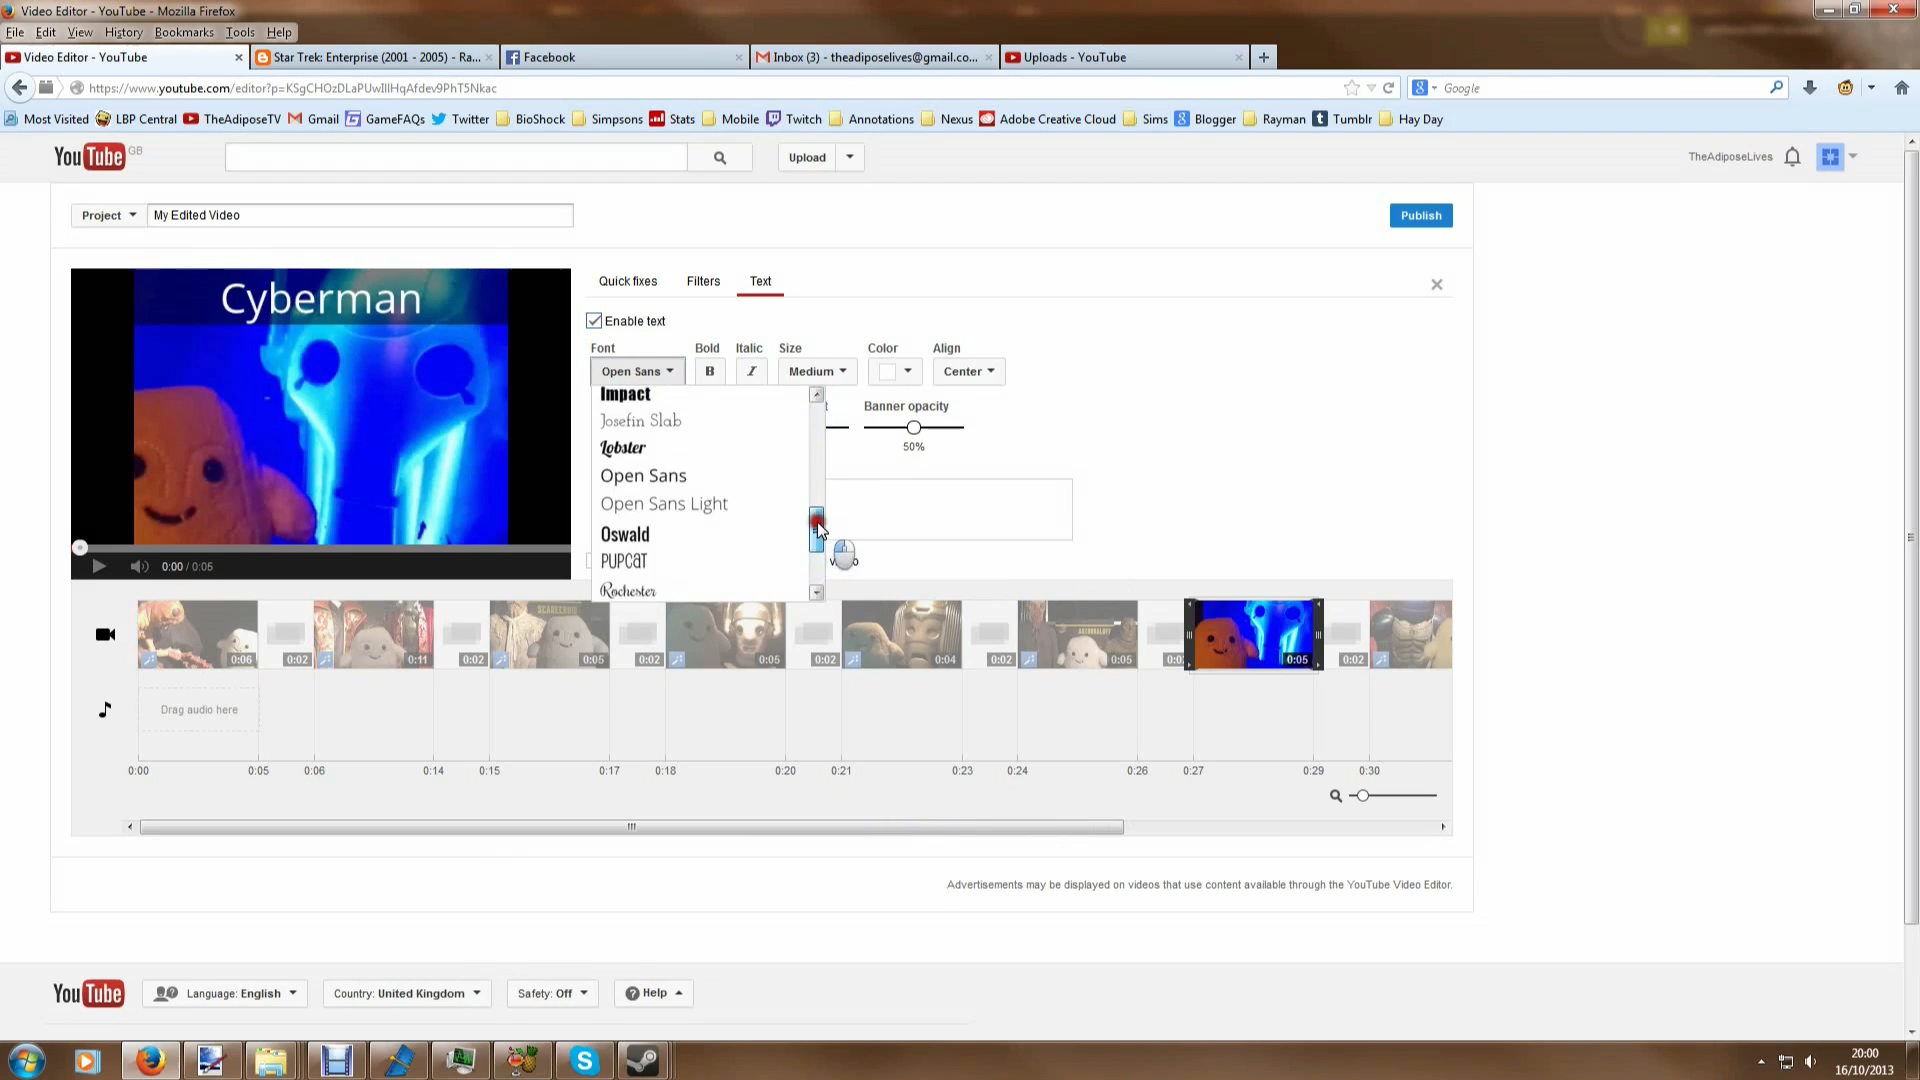 Video Editor - YouTube - Mozilla Firefox
File Edit View History Bookmarks Tools Help
Video Editor - YouTube
Star Trek: Enterprise (2001 - 2005) - Ra...
Facebook
Inbox (3) - theadiposelives@gmail.co...
Uploads - YouTube
https://www.youtube.com/editor?p=KSgCHOzDLaPUwIlIHqAfdev9PhT5Nkac
Google
Most Visited LBP Central TheAdiposeTV Gmail GameFAQs Twitter BioShock Simpsons Stats Mobile Twitch Annotations Nexus Adobe Creative Cloud Sims Blogger Rayman Tumblr Hay Day
YouTube GB
Upload
TheAdiposeLives
Project
My Edited Video
Publish
Cyberman
Quick fixes Filters Text
Enable text
Font Bold Italic Size Color Align
Open Sans B I Medium Center
Impact
Josefin Slab
Lobster
Open Sans
Open Sans Light
Oswald
PUPCAT
Rochester
Banner opacity
50%
0:00 / 0:05
0:06 0:02 0:11 0:02 0:05 0:02 0:05 0:02 0:04 0:02 0:05 0:05 0:02
Drag audio here
0:00 0:05 0:06 0:14 0:15 0:17 0:18 0:20 0:21 0:23 0:24 0:26 0:27 0:29 0:30
Advertisements may be displayed on videos that use content available through the YouTube Video Editor.
YouTube
Language: English
Country: United Kingdom
Safety: Off
Help
20:00
16/10/2013